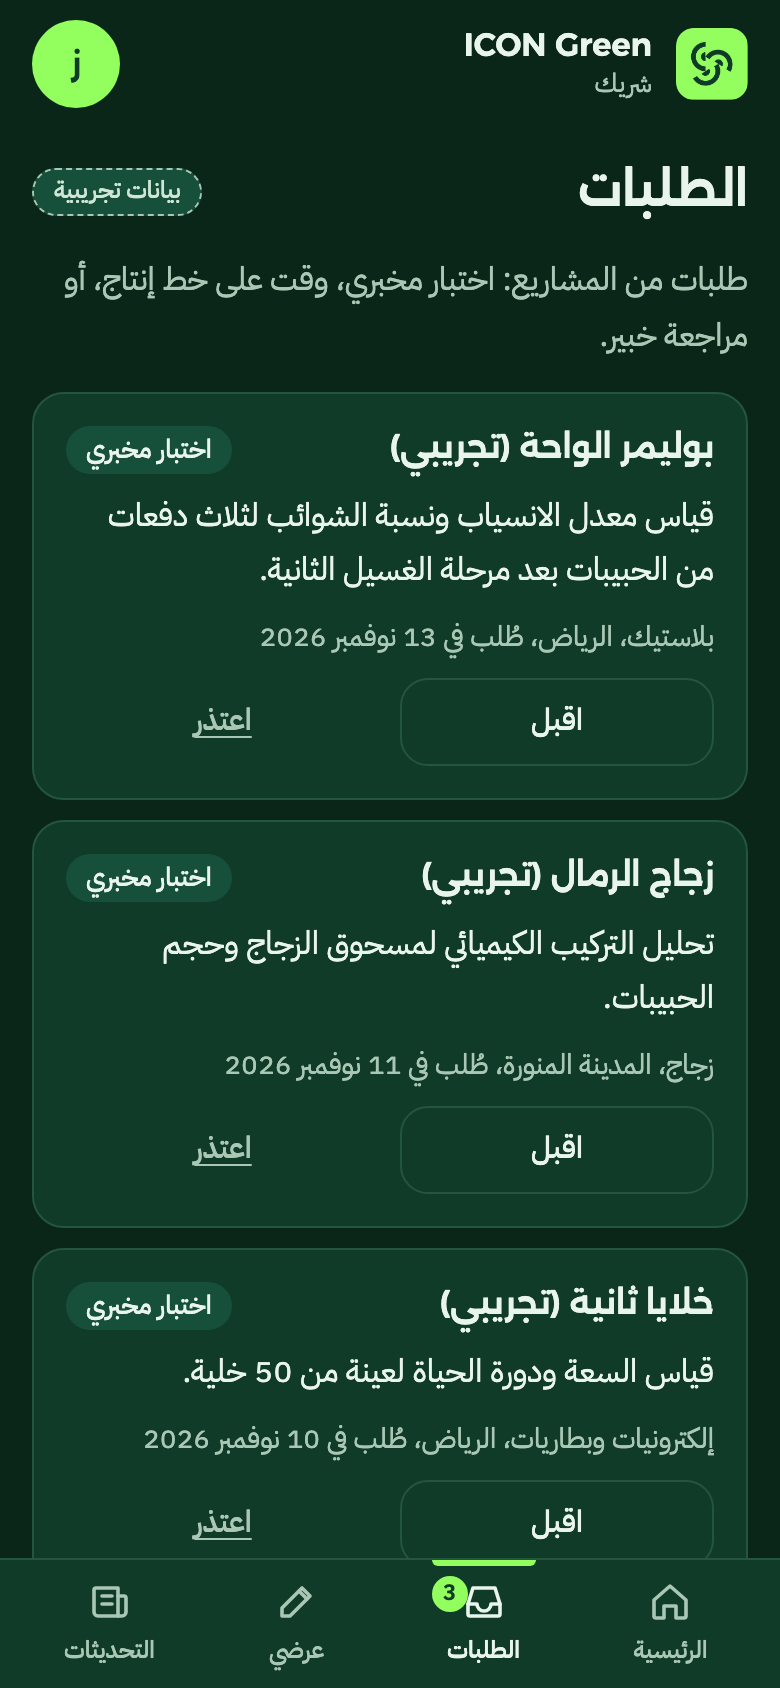 ICON Green
شريك
j
الطلبات
بيانات تجريبية
طلبات من المشاريع: اختبار مخبري، وقت على خط إنتاج، أو
مراجعة خبير.
بوليمر الواحة (تجريبي)
اختبار مخبري
قياس معدل الانسياب ونسبة الشوائب لثلاث دفعات
من الحبيبات بعد مرحلة الغسيل الثانية.
بلاستيك، الرياض، طُلب في 13 نوفمبر 2026
اقبل
اعتذر
زجاج الرمال (تجريبي)
اختبار مخبري
تحليل التركيب الكيميائي لمسحوق الزجاج وحجم
الحبيبات.
زجاج، المدينة المنورة، طُلب في 11 نوفمبر 2026
اقبل
اعتذر
خلايا ثانية (تجريبي)
اختبار مخبري
قياس السعة ودورة الحياة لعينة من 50 خلية.
إلكترونيات وبطاريات، الرياض، طُلب في 10 نوفمبر 2026
اقبل
اعتذر
الرئيسية
3
الطلبات
عرضي
التحديثات